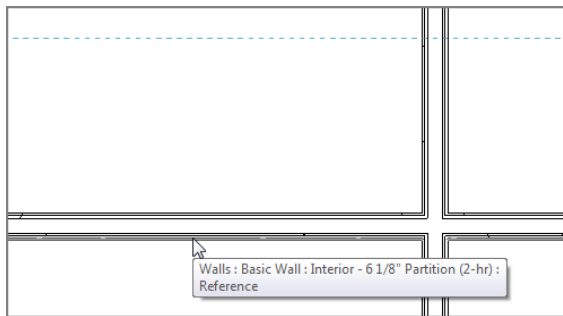 Walls : Basic Wall : Interior - 6 1/8" Partition (2-hr) :
Reference